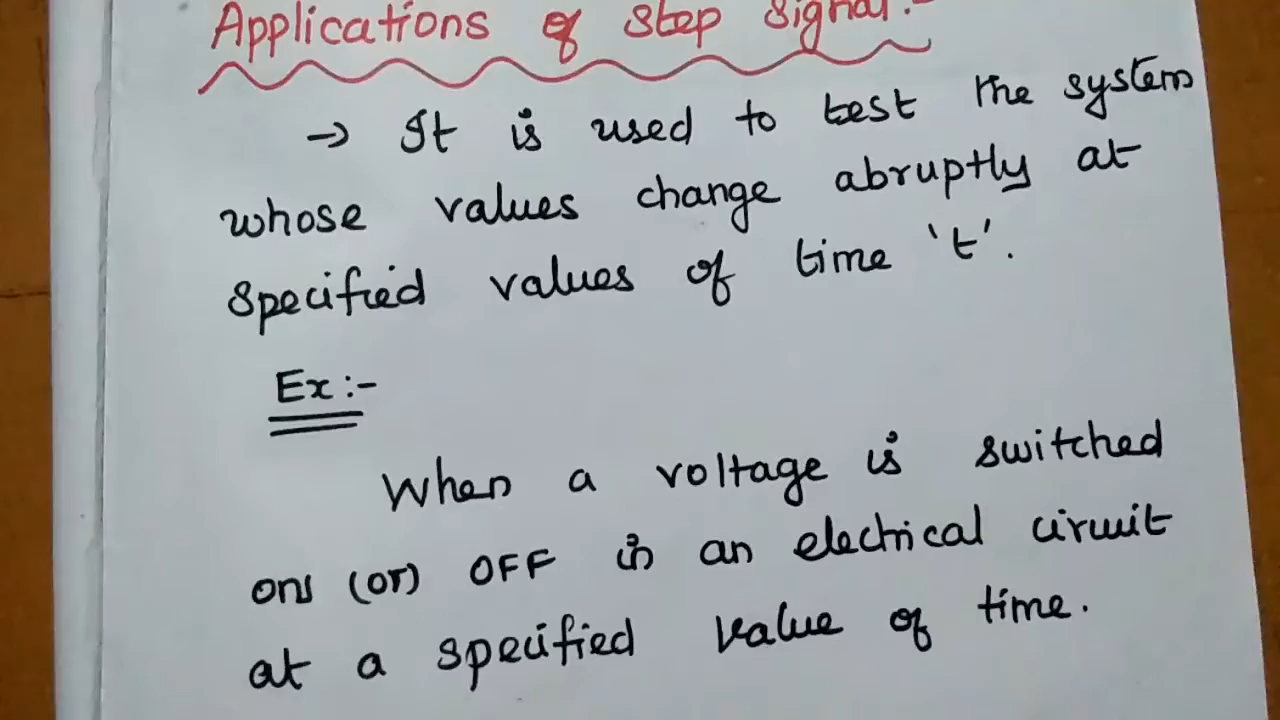 Applications of step signal:-
→ It is used to test the system
whose values change abruptly at
specified values of time 't'.
Ex:-
When a voltage is switched
ON (or) OFF in an electrical circuit
at a specified value of time.